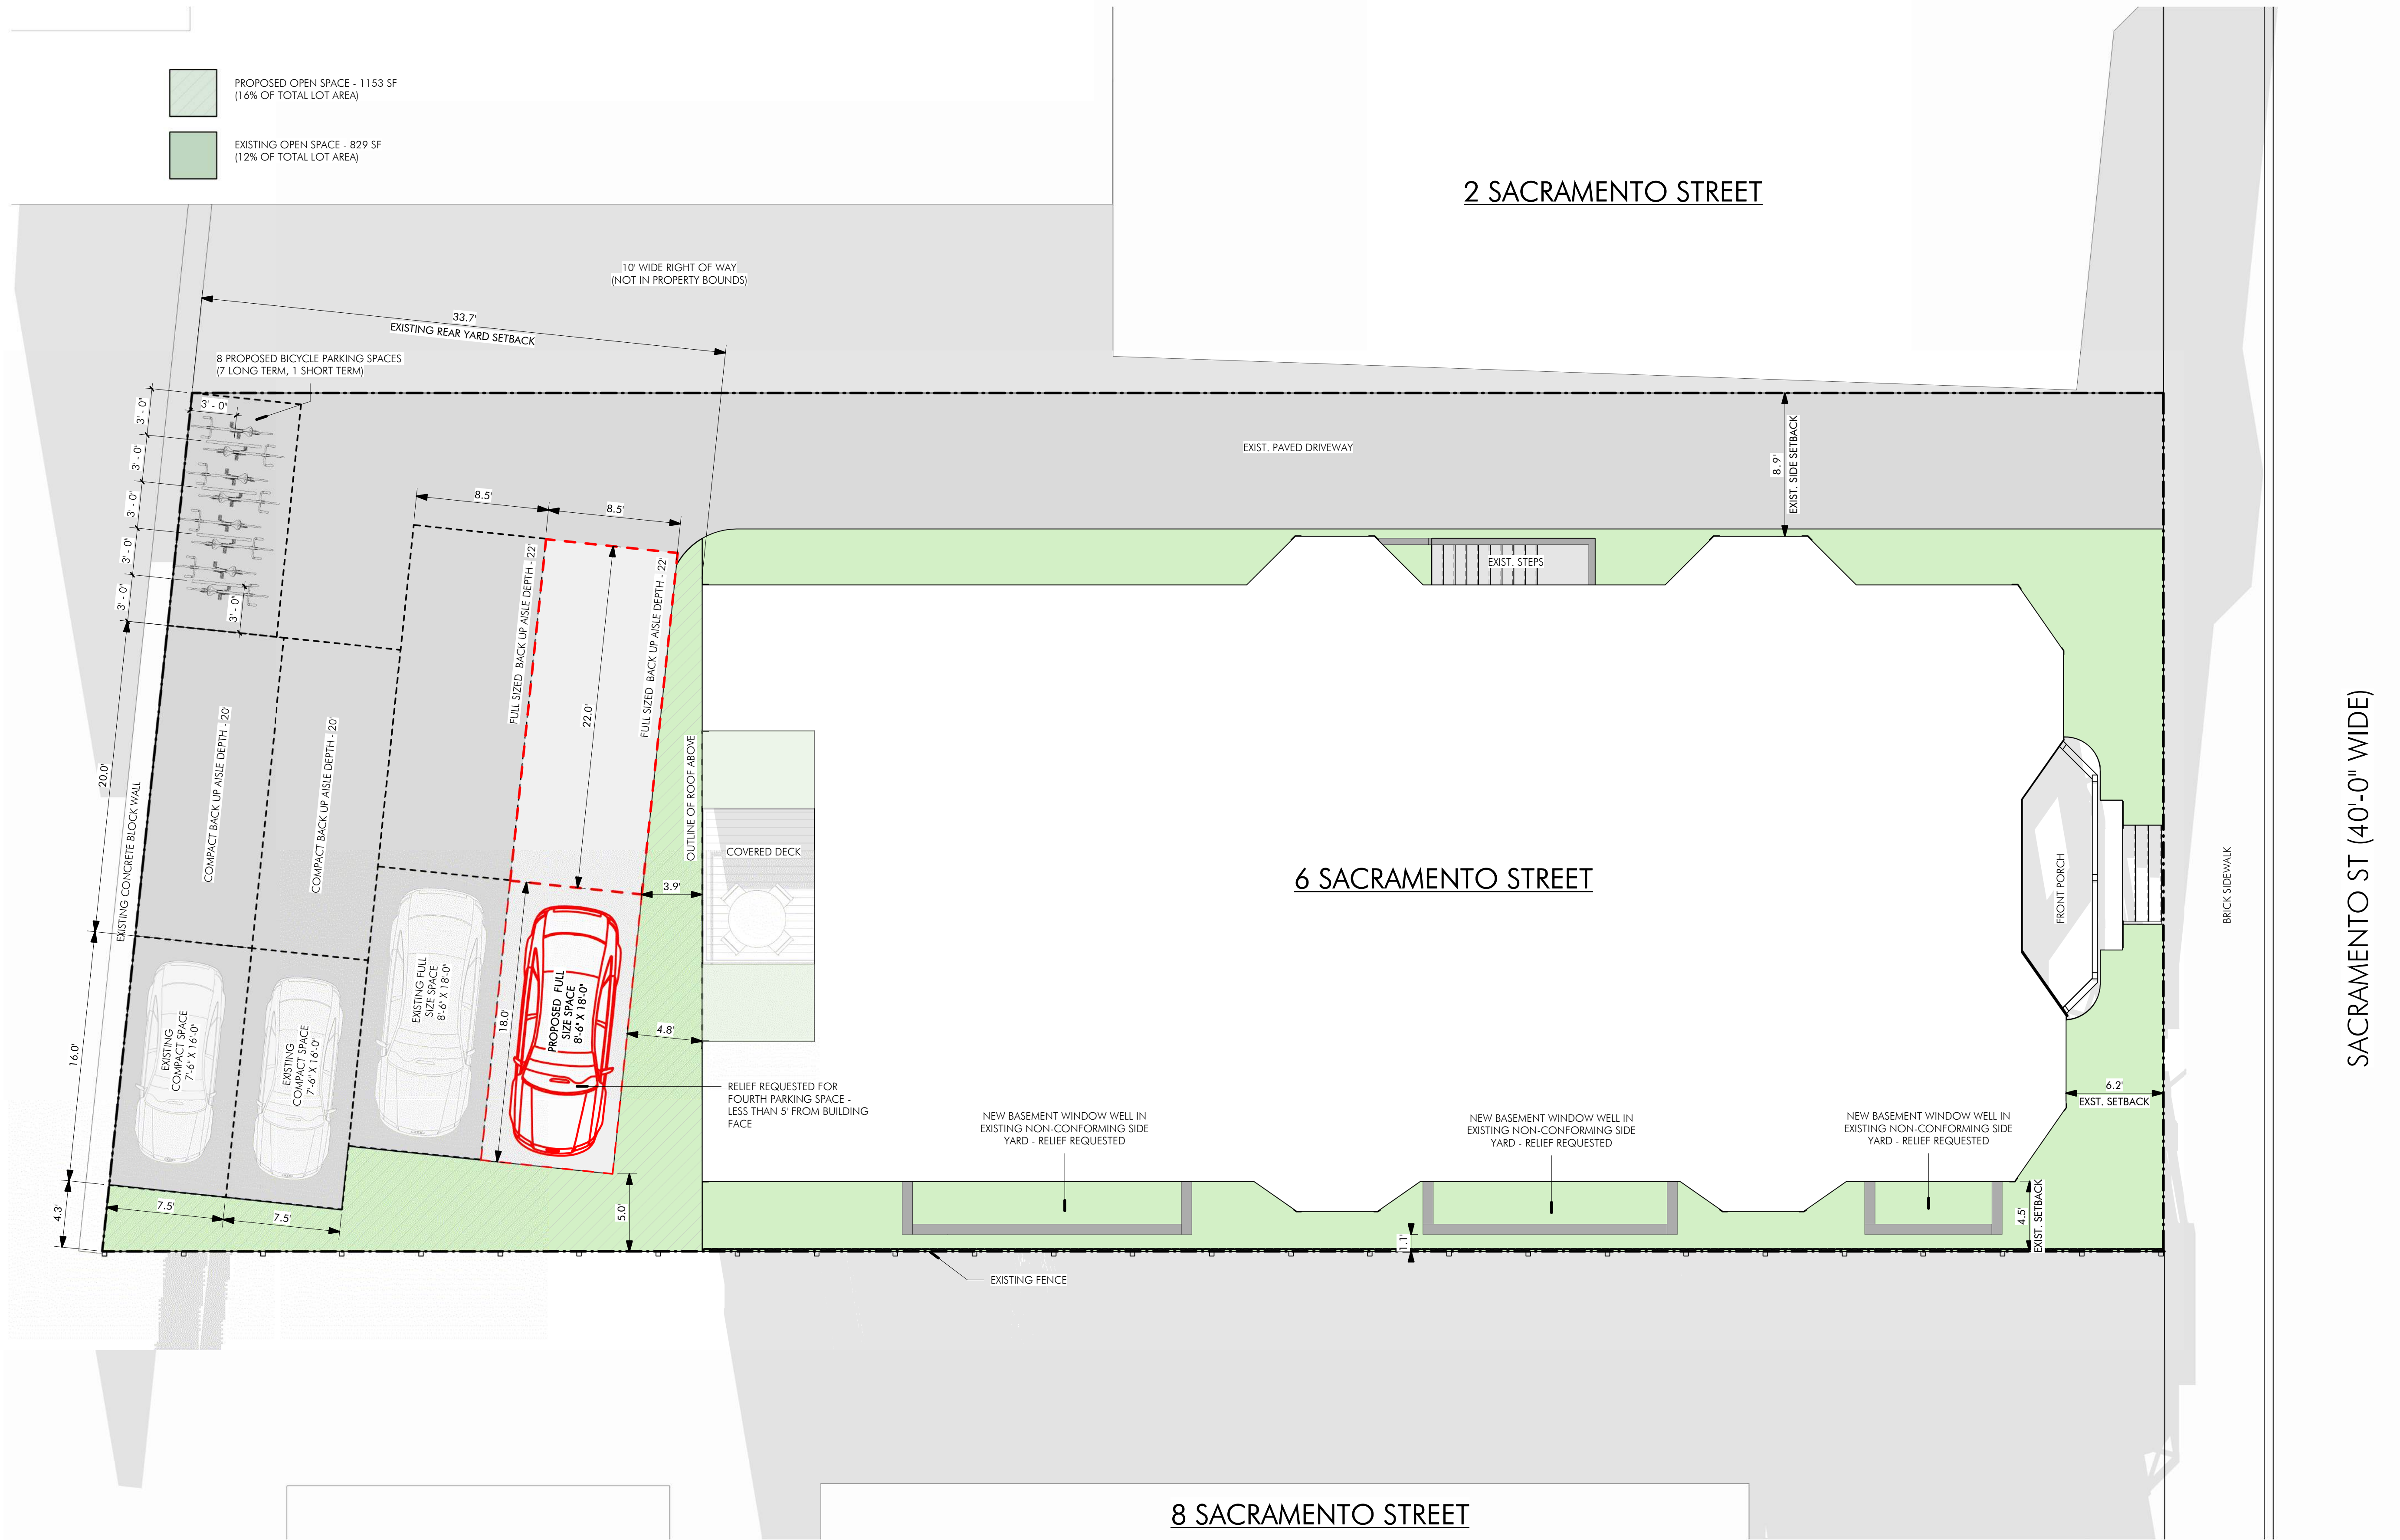 PROPOSED OPEN SPACE - 1153 SF
(16% OF TOTAL LOT AREA)
EXISTING OPEN SPACE - 829 SF
(12% OF TOTAL LOT AREA)
2 SACRAMENTO STREET
10' WIDE RIGHT OF WAY
(NOT IN PROPERTY BOUNDS)
33.7'
EXISTING REAR YARD SETBACK
8 PROPOSED BICYCLE PARKING SPACES
(7 LONG TERM, 1 SHORT TERM)
3' - 0"
3' - 0"
3' - 0"
3' - 0"
3' - 0"
3' - 0"
3' - 0"
EXIST. PAVED DRIVEWAY
8.9'
EXIST. SIDE SETBACK
8.5'
8.5'
EXIST. STEPS
FULL SIZED BACK UP AISLE DEPTH - 22'
FULL SIZED BACK UP AISLE DEPTH - 22'
22.0'
20.0'
EXISTING CONCRETE BLOCK WALL
COMPACT BACK UP AISLE DEPTH - 20'
COMPACT BACK UP AISLE DEPTH - 20'
OUTLINE OF ROOF ABOVE
COVERED DECK
3.9'
6 SACRAMENTO STREET
FRONT PORCH
BRICK SIDEWALK
SACRAMENTO ST (40'-0" WIDE)
EXISTING
COMPACT SPACE
7'-6" X 16'-0"
EXISTING
COMPACT SPACE
7'-6" X 16'-0"
EXISTING FULL
SIZE SPACE
8'-6" X 18'-0"
PROPOSED FULL
SIZE SPACE
8'-6" X 18'-0"
18.0'
4.8'
16.0'
RELIEF REQUESTED FOR
FOURTH PARKING SPACE -
LESS THAN 5' FROM BUILDING
FACE
NEW BASEMENT WINDOW WELL IN
EXISTING NON-CONFORMING SIDE
YARD - RELIEF REQUESTED
NEW BASEMENT WINDOW WELL IN
EXISTING NON-CONFORMING SIDE
YARD - RELIEF REQUESTED
NEW BASEMENT WINDOW WELL IN
EXISTING NON-CONFORMING SIDE
YARD - RELIEF REQUESTED
6.2'
EXST. SETBACK
4.3'
7.5'
7.5'
5.0'
1.1'
4.5'
EXIST. SETBACK
EXISTING FENCE
8 SACRAMENTO STREET